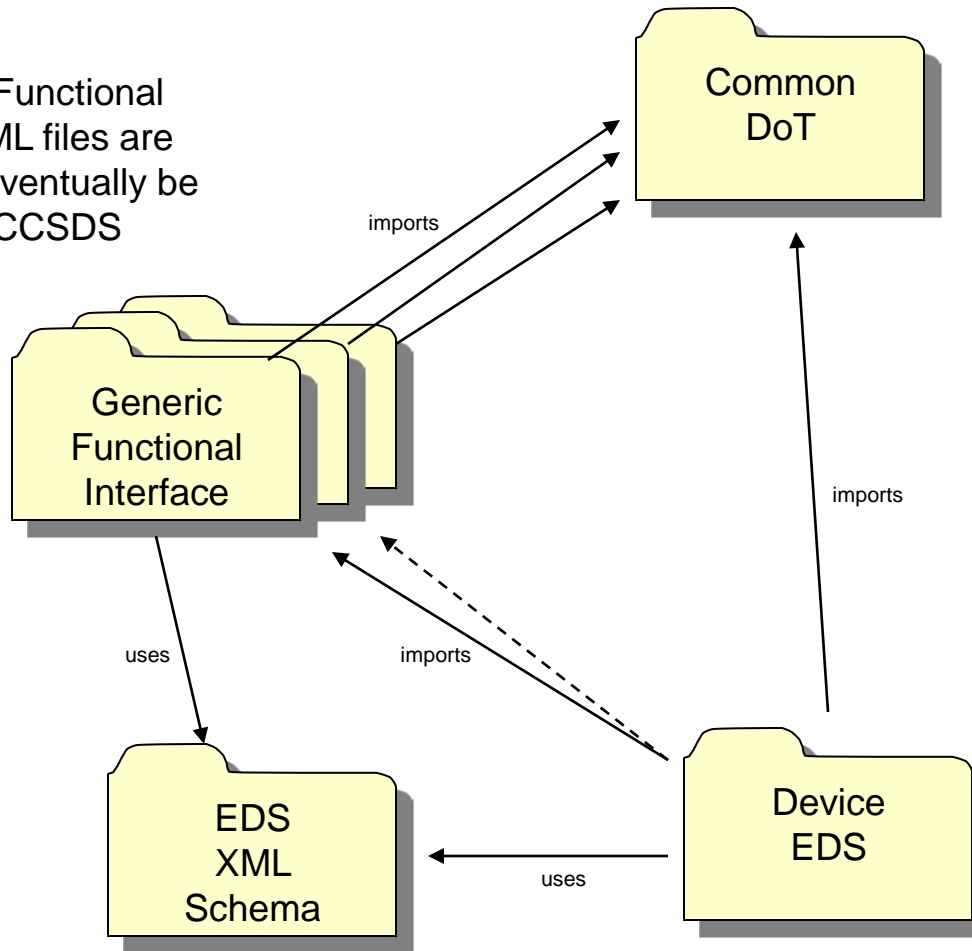 Functional
ML files are
eventually be
CCSDS
Common
DoT
imports
Generic
Functional
Interface
imports
uses
imports
EDS
XML
Schema
Device
EDS
uses